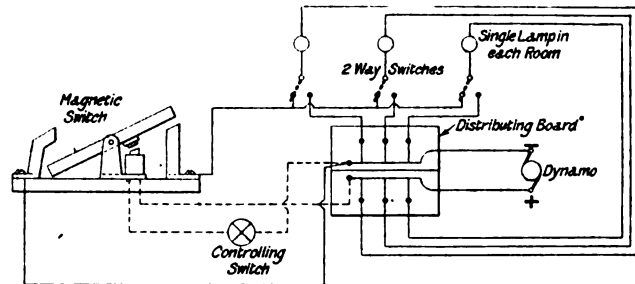 Single Lamp in
each Room
2 Way Switches
Magnetic
Switch
Distributing Board
Dynamo
+
Controlling
Switch